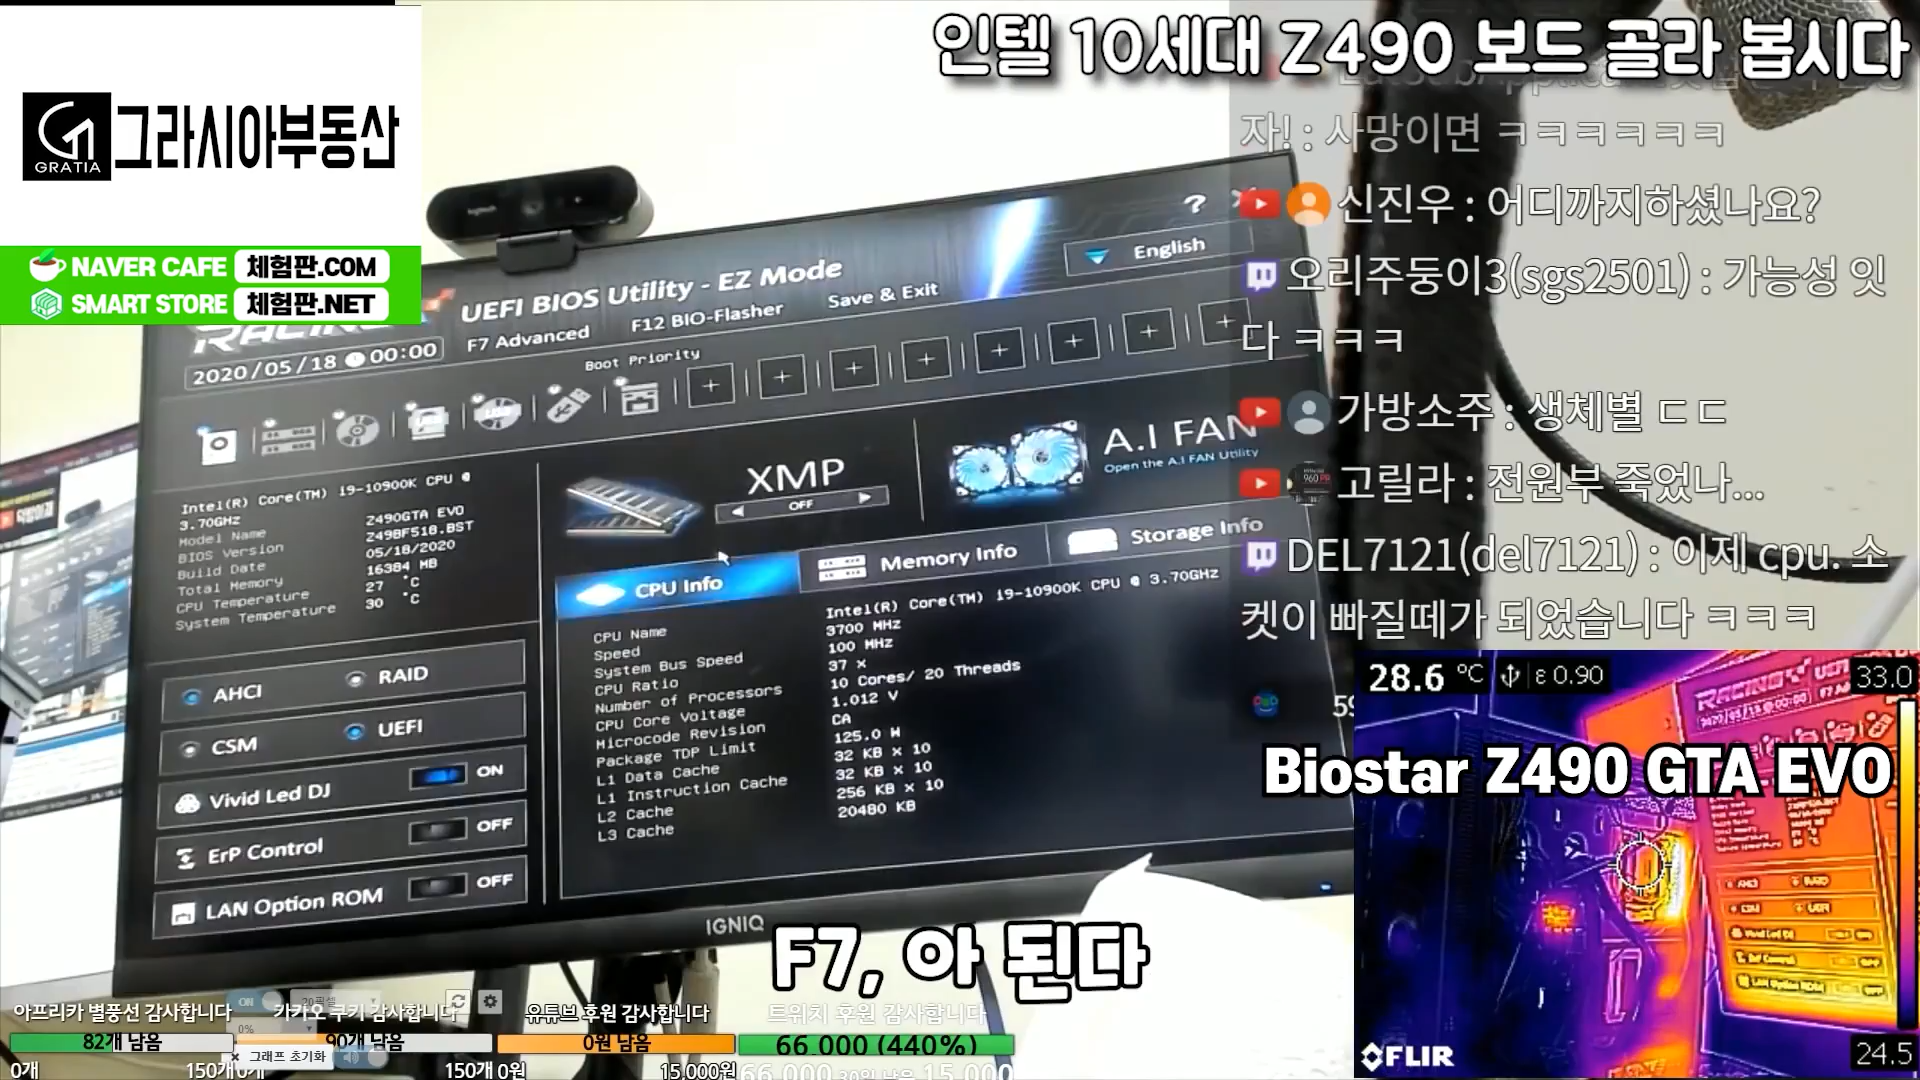 인텔 10세대 Z490 보드 골라 봅시다
GRATIA
그라시아부동산
NAVER CAFE 체험판.COM
SMART STORE 체험판.NET
자! : 사망이면 ㅋㅋㅋㅋㅋㅋ
신진우 : 어디까지하셨나요?
오리주둥이3(sgs2501) : 가능성 잇
다 ㅋㅋㅋ
가방소주 : 생체별 ㄷㄷ
고릴라 : 전원부 죽었나...
DEL7121(del7121) : 이제 cpu. 소
켓이 빠질떼가 되었습니다 ㅋㅋㅋ
logitech
UEFI BIOS Utility - EZ Mode
English
?
F7 Advanced
F12 BIO-Flasher
Save & Exit
2020/05/18 00:00
Boot Priority
Intel(R) Core(TM) i9-10900K CPU @
3.70GHz
Model Name Z490GTA EVO
BIOS Version Z49BF518.BST
Build Date 05/18/2020
Total Memory 16384 MB
CPU Temperature 27 °C
System Temperature 30 °C
XMP
OFF
A.I FAN
Open the A.I FAN Utility
CPU Info
Memory Info
Storage Info
CPU Name Intel(R) Core(TM) i9-10900K CPU @ 3.70GHz
Speed 3700 MHz
System Bus Speed 100 MHz
CPU Ratio 37 x
Number of Processors 10 Cores/ 20 Threads
CPU Core Voltage 1.012 V
Microcode Revision CA
Package TDP Limit 125.0 W
L1 Data Cache 32 KB x 10
L1 Instruction Cache 32 KB x 10
L2 Cache 256 KB x 10
L3 Cache 20480 KB
AHCI RAID
CSM UEFI
Vivid Led DJ ON
ErP Control OFF
LAN Option ROM OFF
IGNIQ
28.6 °C ε 0.90 33.0
Biostar Z490 GTA EVO
FLIR
24.5
F7, 아 된다
아프리카 별풍선 감사합니다
82개 남음
0개 150개
카카오 쿠키 감사합니다
90개 남음
0개 150개
유튜브 후원 감사합니다
0원 남음
0원 15,000원
트위치 후원 감사합니다
66,000 (440%)
ON
0%
그래프 초기화